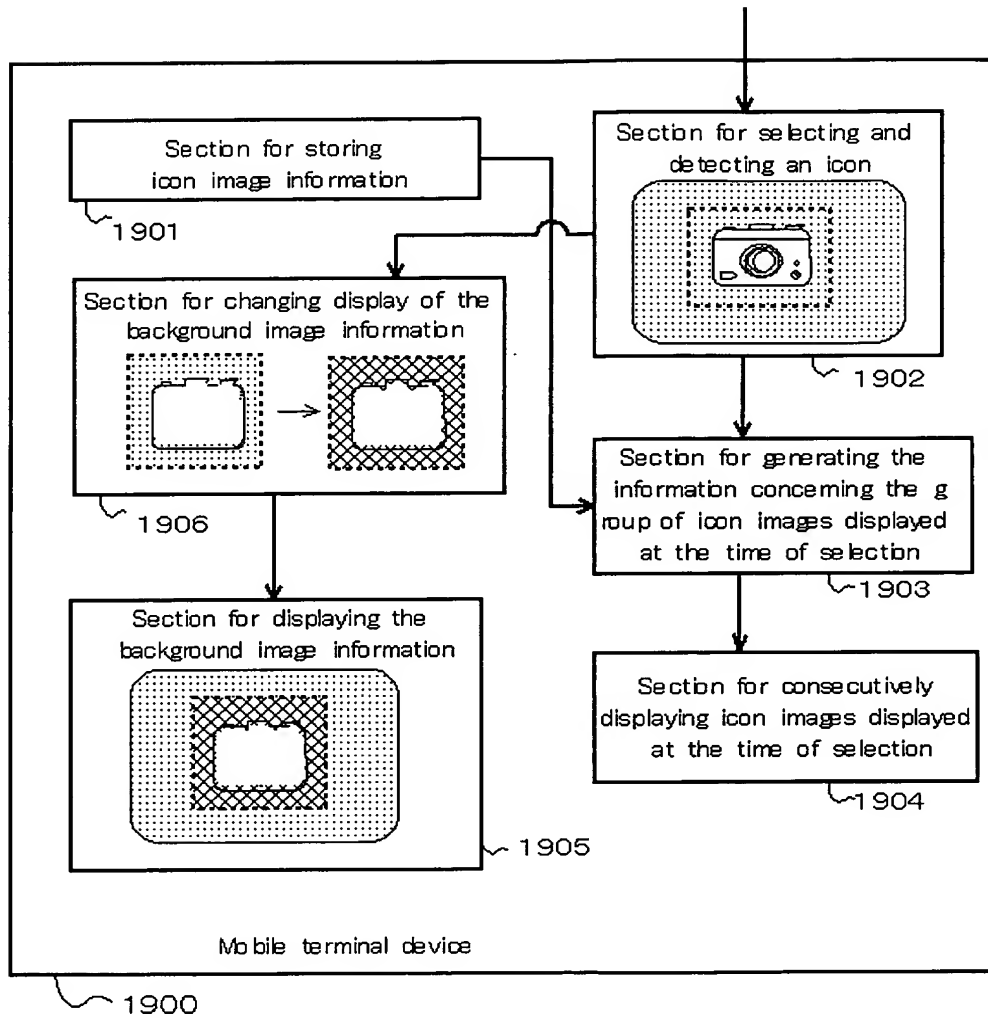 Section for storing
icon image information
1901
Section for selecting and
detecting an icon
1902
Section for changing display of the
background image information
1906
Section for generating the
information concerning the g
roup of icon images displayed
at the time of selection
1903
Section for displaying the
background image information
1905
Section for consecutively
displaying icon images displayed
at the time of selection
1904
Mobile terminal device
1900